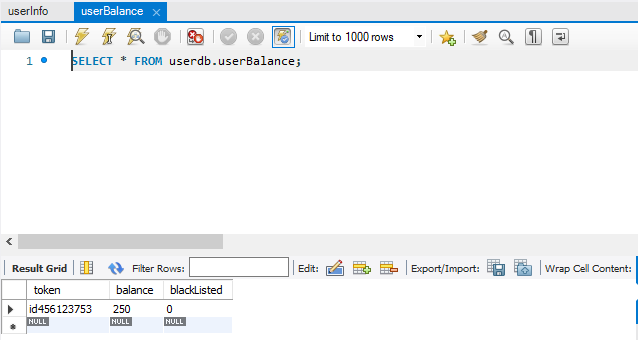 userInfo userBalance ×
Limit to 1000 rows
1 SELECT * FROM userdb.userBalance;
Result Grid Filter Rows: Edit: Export/Import: Wrap Cell Content:
token balance blackListed
id456123753 250 0
NULL NULL NULL